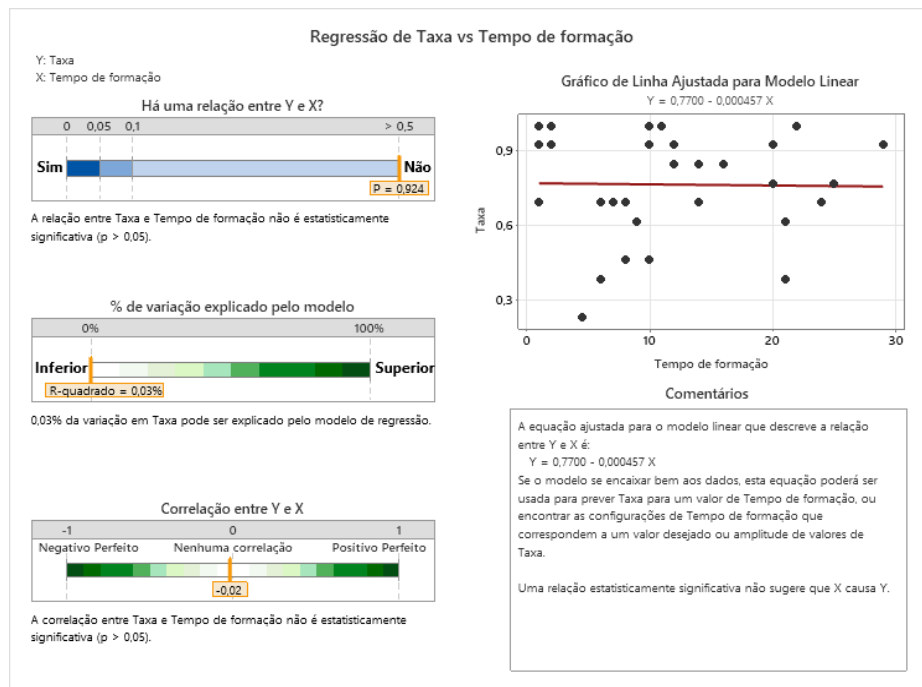 Regressão de Taxa vs Tempo de formação
Y: Taxa
X: Tempo de formação
Há uma relação entre Y e X?
0 0,05 0,1 > 0,5
Sim Não
P = 0,924
A relação entre Taxa e Tempo de formação não é estatisticamente
significativa (p > 0,05).
% de variação explicado pelo modelo
0% 100%
Inferior Superior
R-quadrado = 0,03%
0,03% da variação em Taxa pode ser explicado pelo modelo de regressão.
Correlação entre Y e X
-1 0 1
Negativo Perfeito Nenhuma correlação Positivo Perfeito
-0,02
A correlação entre Taxa e Tempo de formação não é estatisticamente
significativa (p > 0,05).
Gráfico de Linha Ajustada para Modelo Linear
Y = 0,7700 - 0,000457 X
0,9
0,6
0,3
Taxa
0 10 20 30
Tempo de formação
Comentários
A equação ajustada para o modelo linear que descreve a relação
entre Y e X é:
Y = 0,7700 - 0,000457 X
Se o modelo se encaixar bem aos dados, esta equação poderá ser
usada para prever Taxa para um valor de Tempo de formação, ou
encontrar as configurações de Tempo de formação que
correspondem a um valor desejado ou amplitude de valores de
Taxa.
Uma relação estatisticamente significativa não sugere que X causa Y.